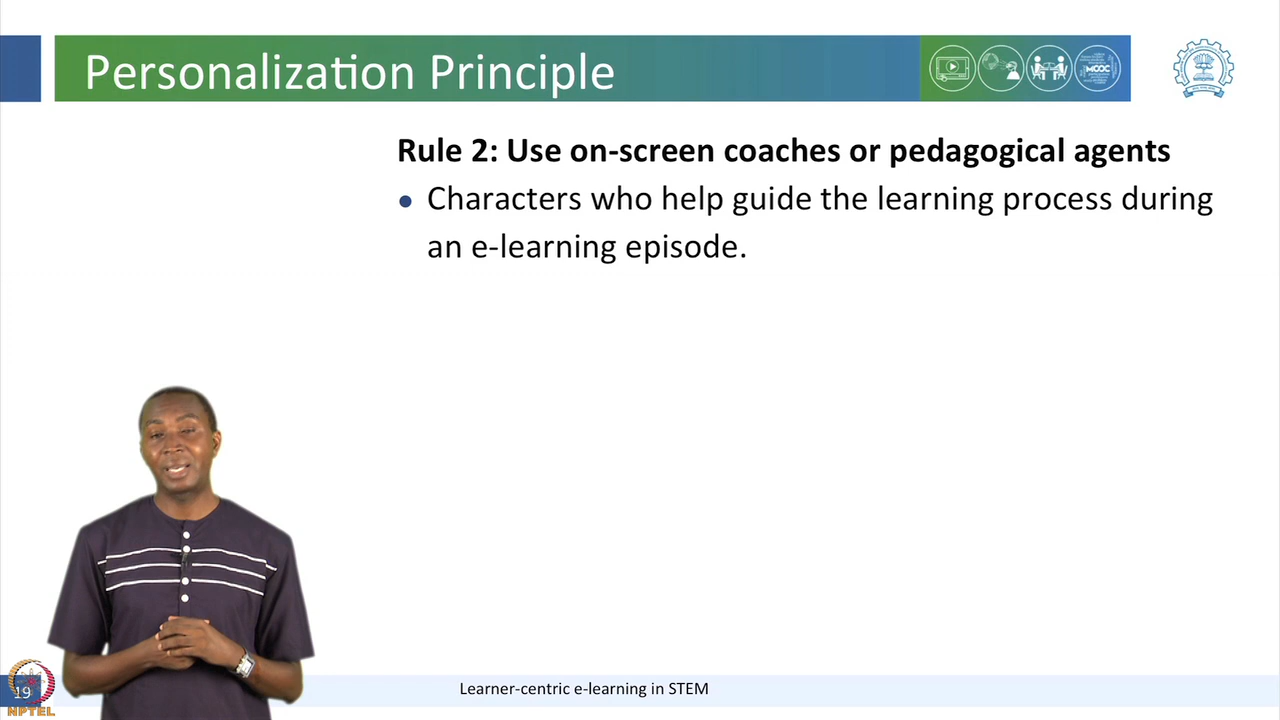 Personalization Principle
MOOC
Rule 2: Use on-screen coaches or pedagogical agents
• Characters who help guide the learning process during
an e-learning episode.
19
NPTEL
Learner-centric e-learning in STEM